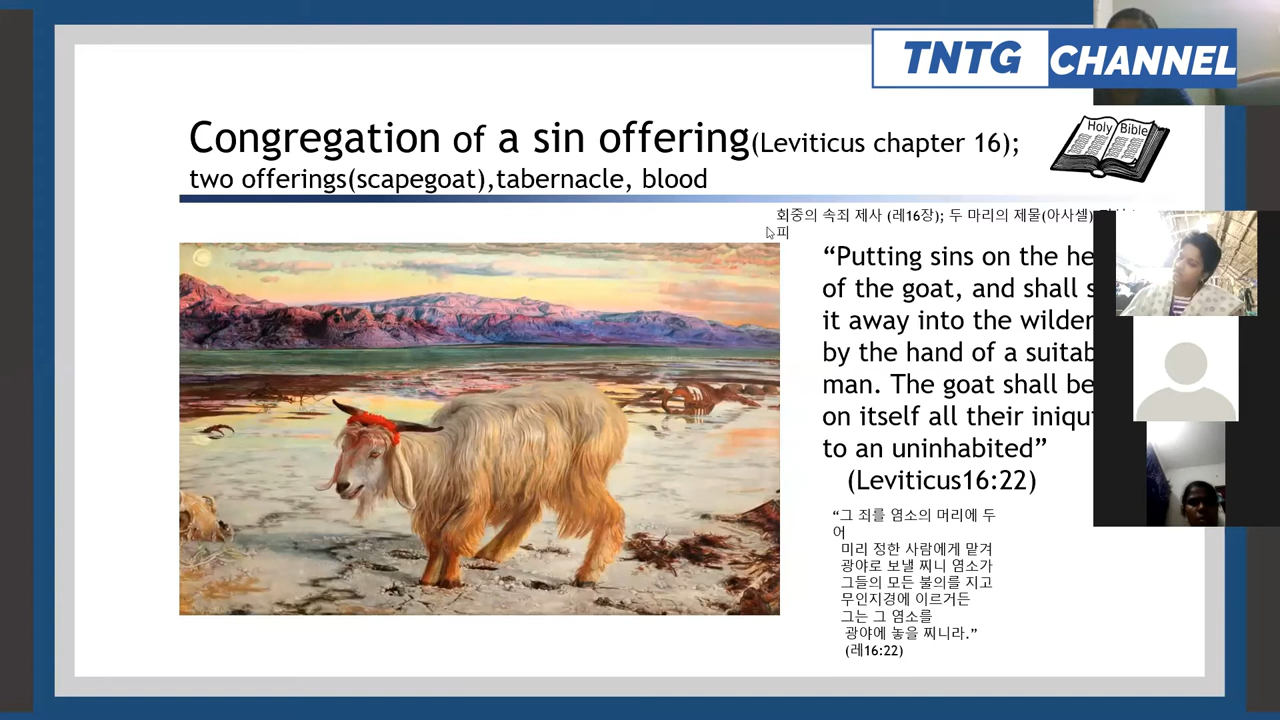 TNTG CHANNEL
Congregation of a sin offering(Leviticus chapter 16);
two offerings(scapegoat),tabernacle, blood
Holy Bible
회중의 속죄 제사 (레16장); 두 마리의 제물(아사셀)
피
“Putting sins on the
of the goat, and shall
it away into the
by the hand of a
man. The goat shall
on itself all their
to an uninhabited”
(Leviticus16:22)
“그 죄를 염소의 머리에 두
어
미리 정한 사람에게 맡겨
광야로 보낼 찌니 염소가
그들의 모든 불의를 지고
무인지경에 이르거든
그는 그 염소를
광야에 놓을 찌니라.”
(레16:22)